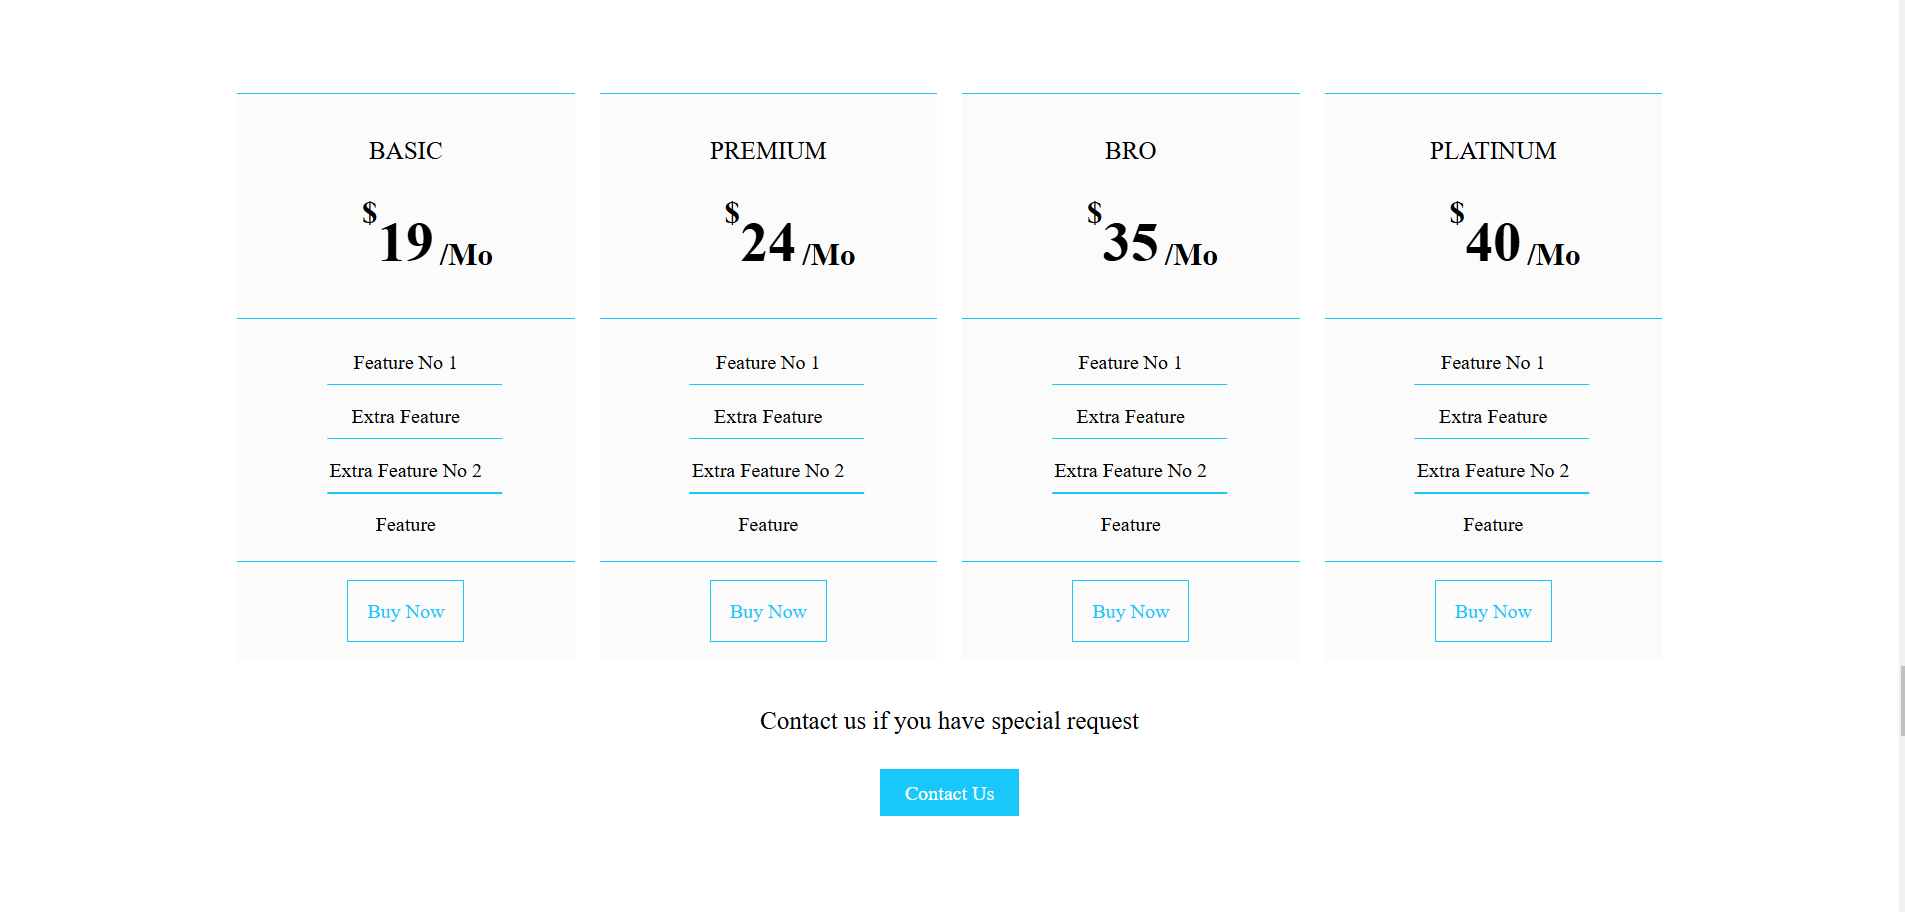 BASIC
$19 /Mo
Feature No 1
Extra Feature
Extra Feature No 2
Feature
Buy Now
PREMIUM
$24 /Mo
Feature No 1
Extra Feature
Extra Feature No 2
Feature
Buy Now
BRO
$35 /Mo
Feature No 1
Extra Feature
Extra Feature No 2
Feature
Buy Now
PLATINUM
$40 /Mo
Feature No 1
Extra Feature
Extra Feature No 2
Feature
Buy Now
Contact us if you have special request
Contact Us